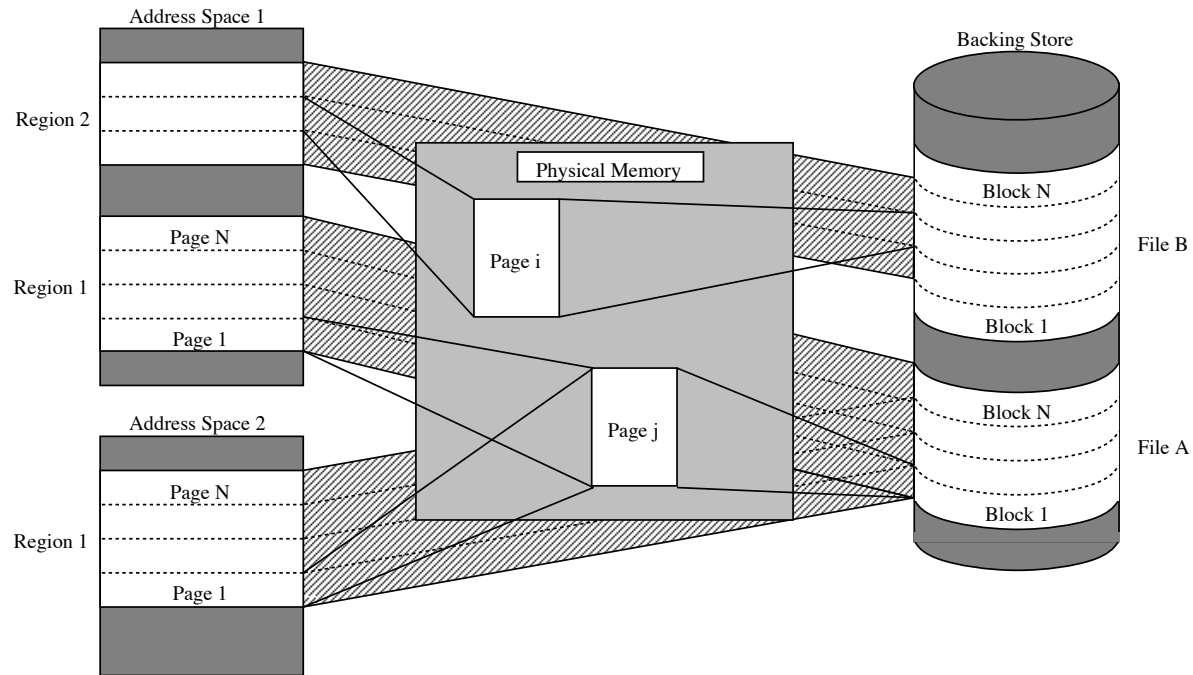 Address Space 1
Backing Store
Region 2
Physical Memory
Block N
Page N
File B
Page i
Region 1
Block 1
Page 1
Block N
Address Space 2
Page j
File A
Page N
Block 1
Region 1
Page 1